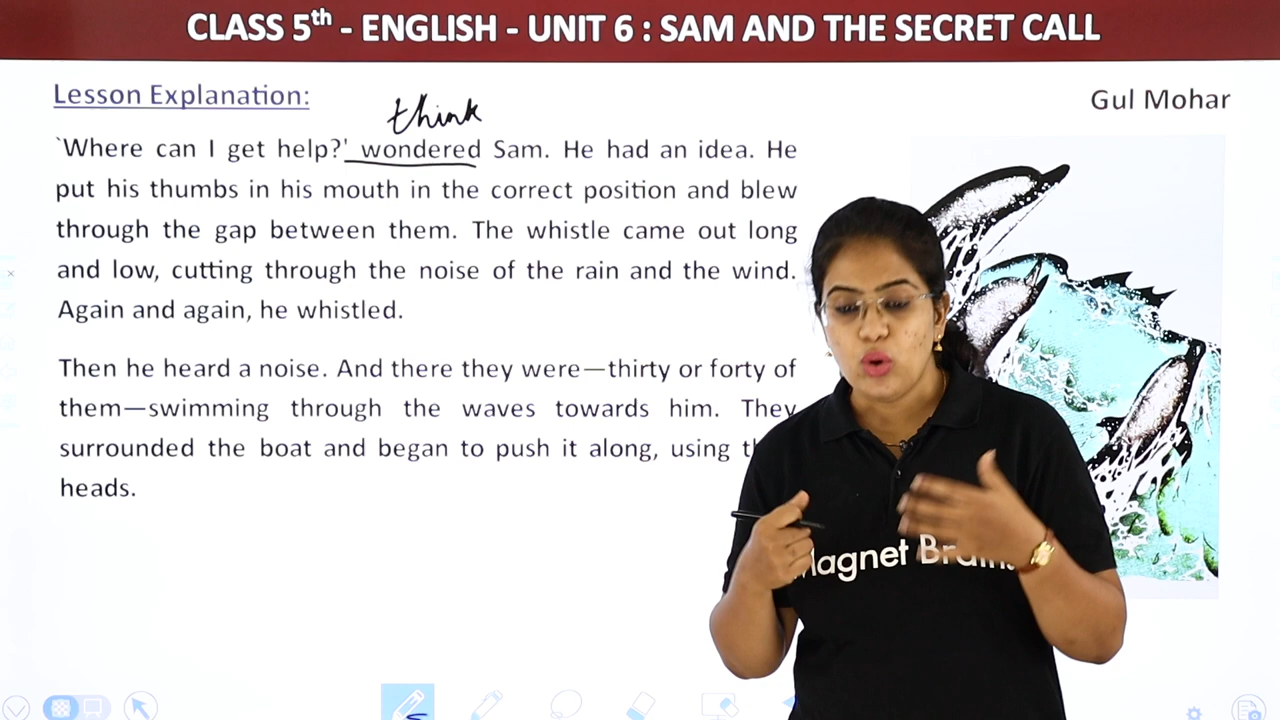 CLASS 5th - ENGLISH - UNIT 6 : SAM AND THE SECRET CALL
Lesson Explanation:
Gul Mohar
think
`Where can I get help?' wondered Sam. He had an idea. He
put his thumbs in his mouth in the correct position and blew
through the gap between them. The whistle came out long
and low, cutting through the noise of the rain and the wind.
Again and again, he whistled.
Then he heard a noise. And there they were—thirty or forty of
them—swimming through the waves towards him. They
surrounded the boat and began to push it along, using
heads.
Magnet